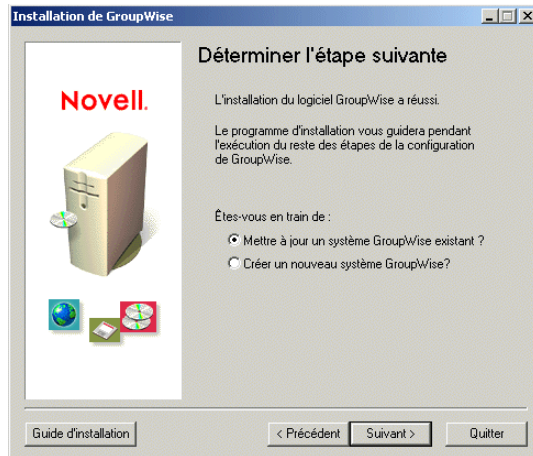 Installation de GroupWise
Déterminer l'étape suivante
Novell.
L'installation du logiciel GroupWise a réussi.
Le programme d'installation vous guidera pendant
l'exécution du reste des étapes de la configuration
de GroupWise.
Êtes-vous en train de :
Mettre à jour un système GroupWise existant ?
Créer un nouveau système GroupWise?
Guide d'installation
< Précédent
Suivant >
Quitter